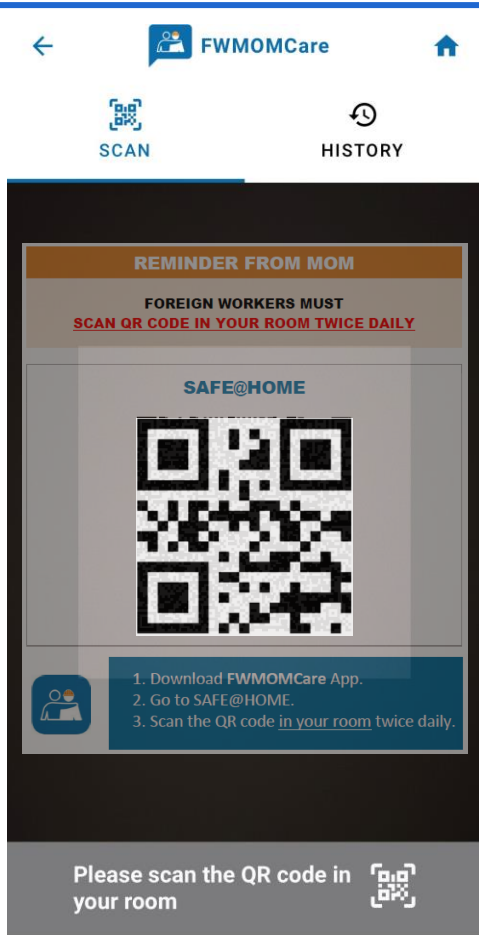 FWMOMCare
SCAN
HISTORY
REMINDER FROM MOM
FOREIGN WORKERS MUST
SCAN QR CODE IN YOUR ROOM TWICE DAILY
SAFE@HOME
1. Download FWMOMCare App.
2. Go to SAFE@HOME.
3. Scan the QR code in your room twice daily.
Please scan the QR code in
your room